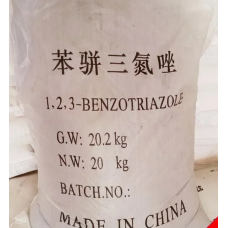 苯骈三氮唑
1,2,3-BENZOTRIAZOLE
G.W: 20.2 kg
N.W: 20 kg
BATCH.NO.:
MADE IN CHINA